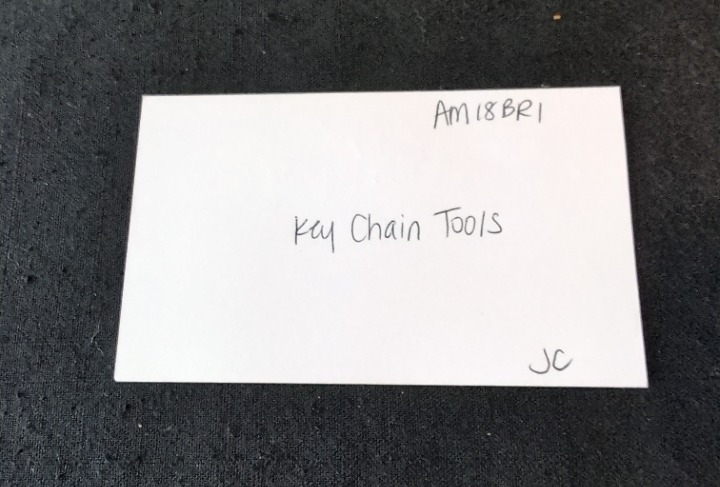 AM18BR1
Key Chain Tools
JC